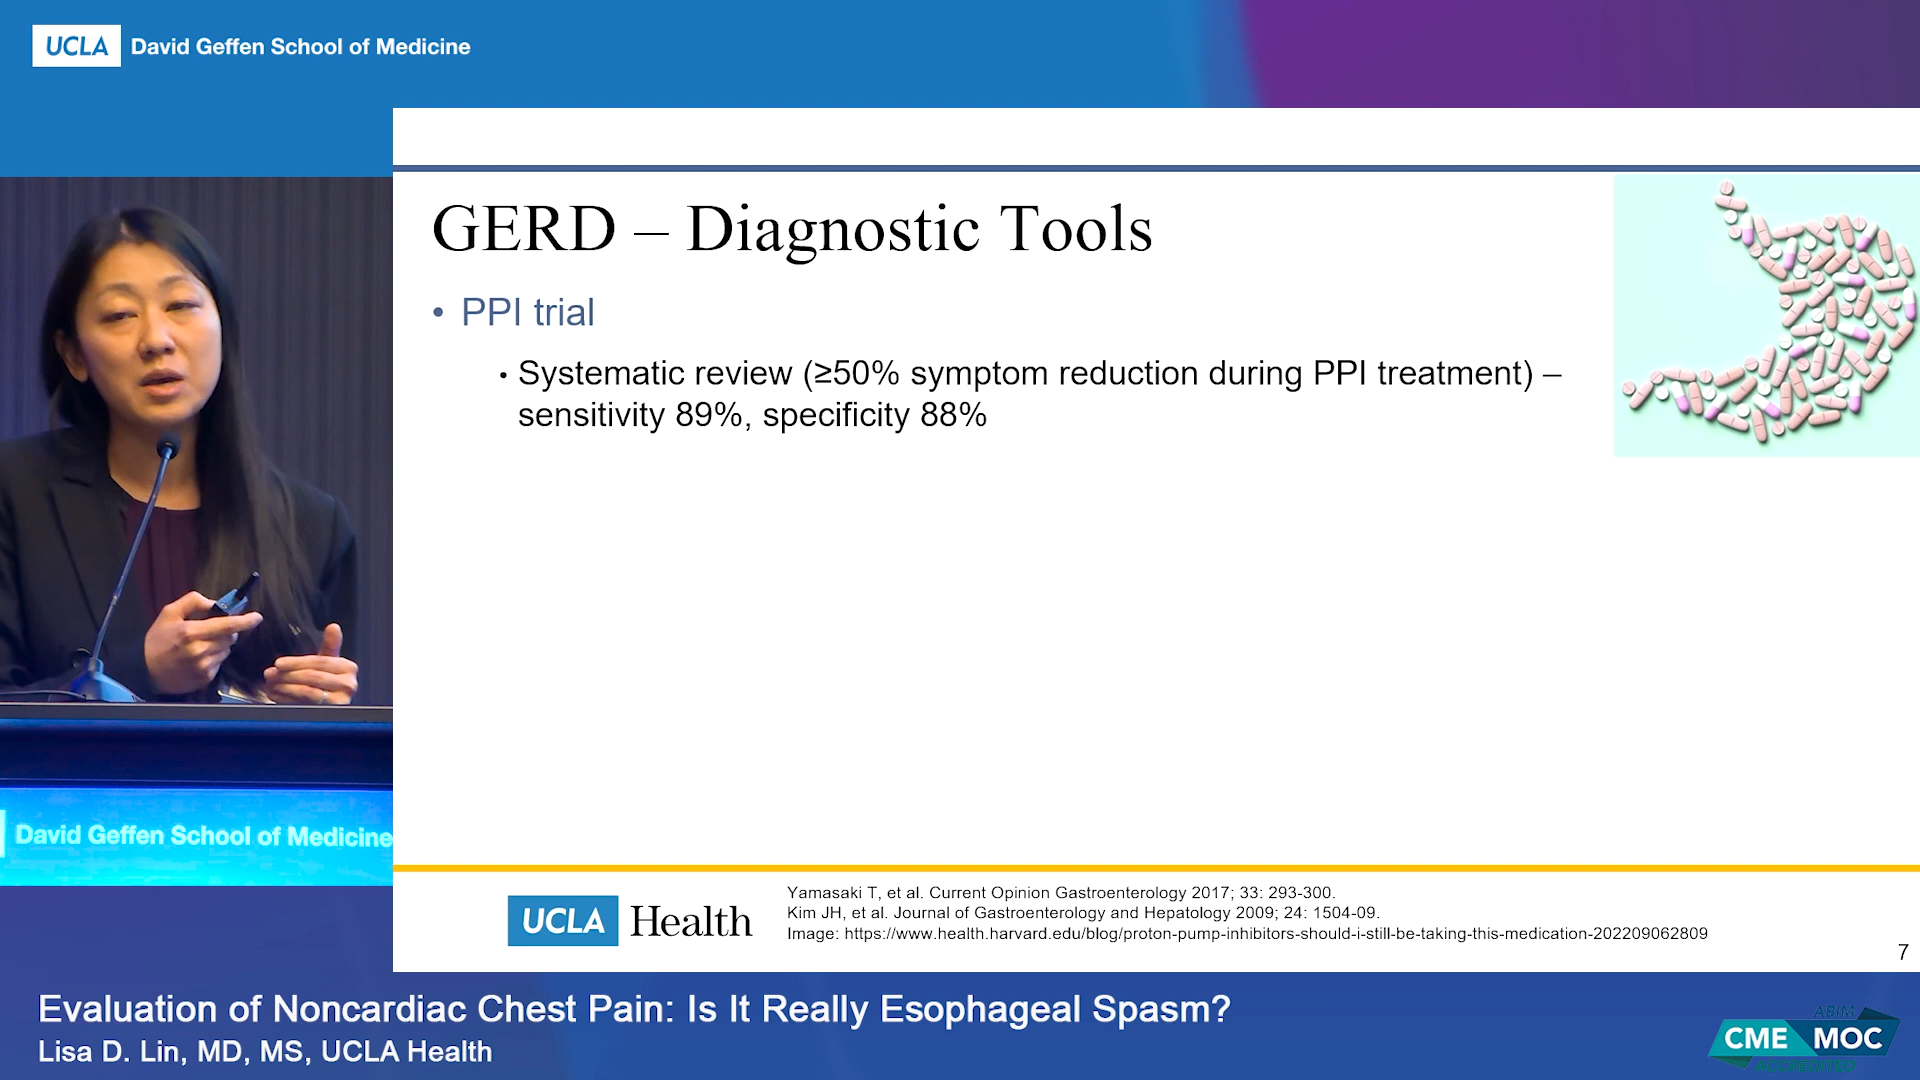 UCLA David Geffen School of Medicine
GERD – Diagnostic Tools
• PPI trial
• Systematic review (≥50% symptom reduction during PPI treatment) –
sensitivity 89%, specificity 88%
David Geffen School of Medicine
UCLA Health
Yamasaki T, et al. Current Opinion Gastroenterology 2017; 33: 293-300.
Kim JH, et al. Journal of Gastroenterology and Hepatology 2009; 24: 1504-09.
Image: https://www.health.harvard.edu/blog/proton-pump-inhibitors-should-i-still-be-taking-this-medication-202209062809
7
Evaluation of Noncardiac Chest Pain: Is It Really Esophageal Spasm?
Lisa D. Lin, MD, MS, UCLA Health
ABIM
CME MOC
ACCREDITED